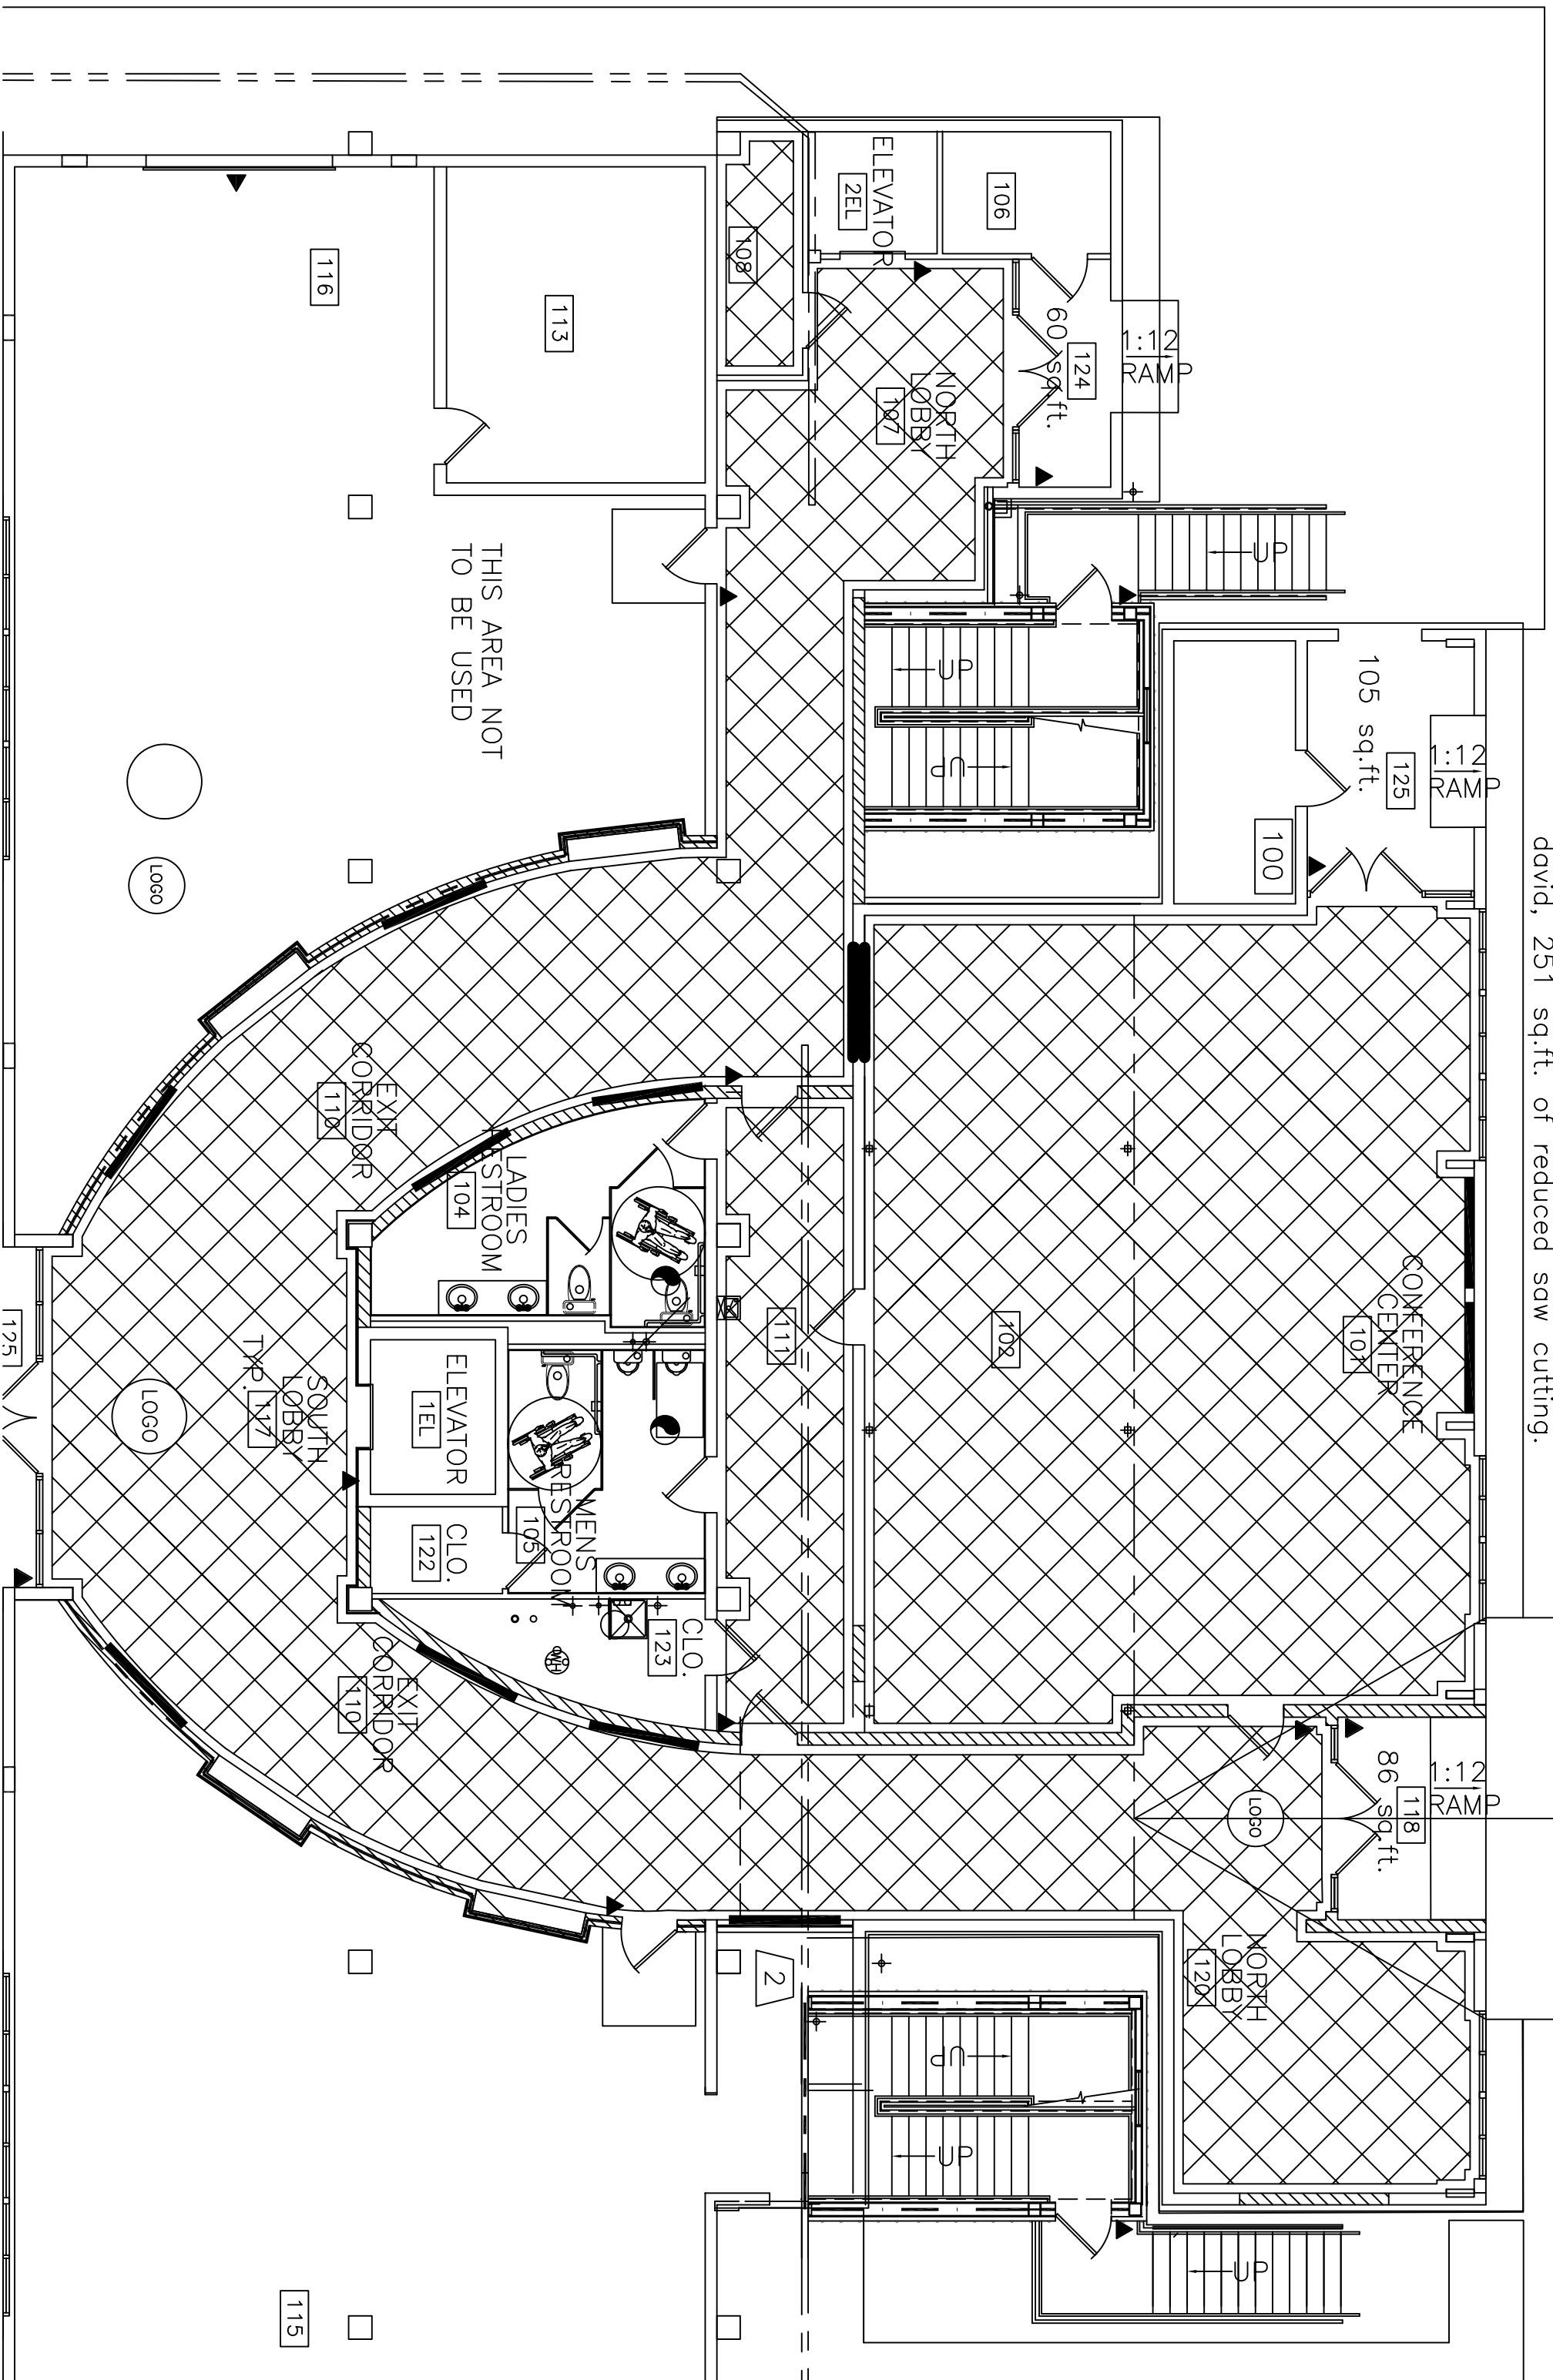 david, 251 sq.ft. of reduced saw cutting.
ELEVATOR
2EL
106
108
116
113
NORTH
LOBBY
107
60 sq.ft.
124
1:12
RAMP
UP
THIS AREA NOT
TO BE USED
UP
UP
105 sq.ft.
125
1:12
RAMP
100
LOGO
EXIT
CORRIDOR
110
LADIES
RESTROOM
104
111
102
CONFERENCE
CENTER
101
125
SOUTH
LOBBY
117
TYP.
LOGO
ELEVATOR
1EL
MENS
RESTROOM
105
CLO.
122
CLO.
123
OWH
EXIT
CORRIDOR
110
86 sq.ft.
118
1:12
RAMP
LOGO
NORTH
LOBBY
120
2
UP
UP
UP
115